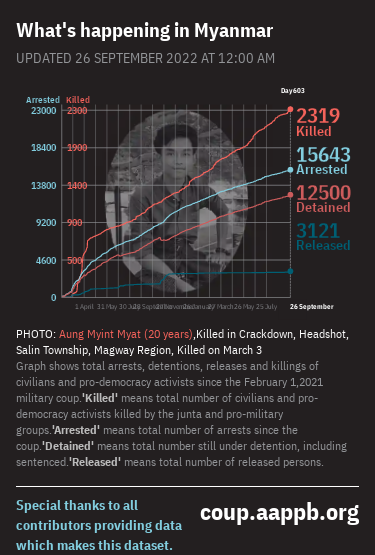 What's happening in Myanmar
UPDATED 26 SEPTEMBER 2022 AT 12:00 AM
Day603
Arrested Killed
23000 2300
2319
Killed
18400 1900
15643
Arrested
13800 1400
12500
Detained
9200 900
3121
Released
4600 500
0
1 April 31 May 30 July 26 January 27 March 26 May 25 July 26 September
PHOTO: Aung Myint Myat (20 years),Killed in Crackdown, Headshot,
Salin Township, Magway Region, Killed on March 3
Graph shows total arrests, detentions, releases and killings of
civilians and pro-democracy activists since the February 1,2021
military coup.'Killed' means total number of civilians and pro-
democracy activists killed by the junta and pro-military
groups.'Arrested' means total number of arrests since the
coup.'Detained' means total number still under detention, including
sentenced.'Released' means total number of released persons.
Special thanks to all
contributors providing data
which makes this dataset.
coup.aappb.org